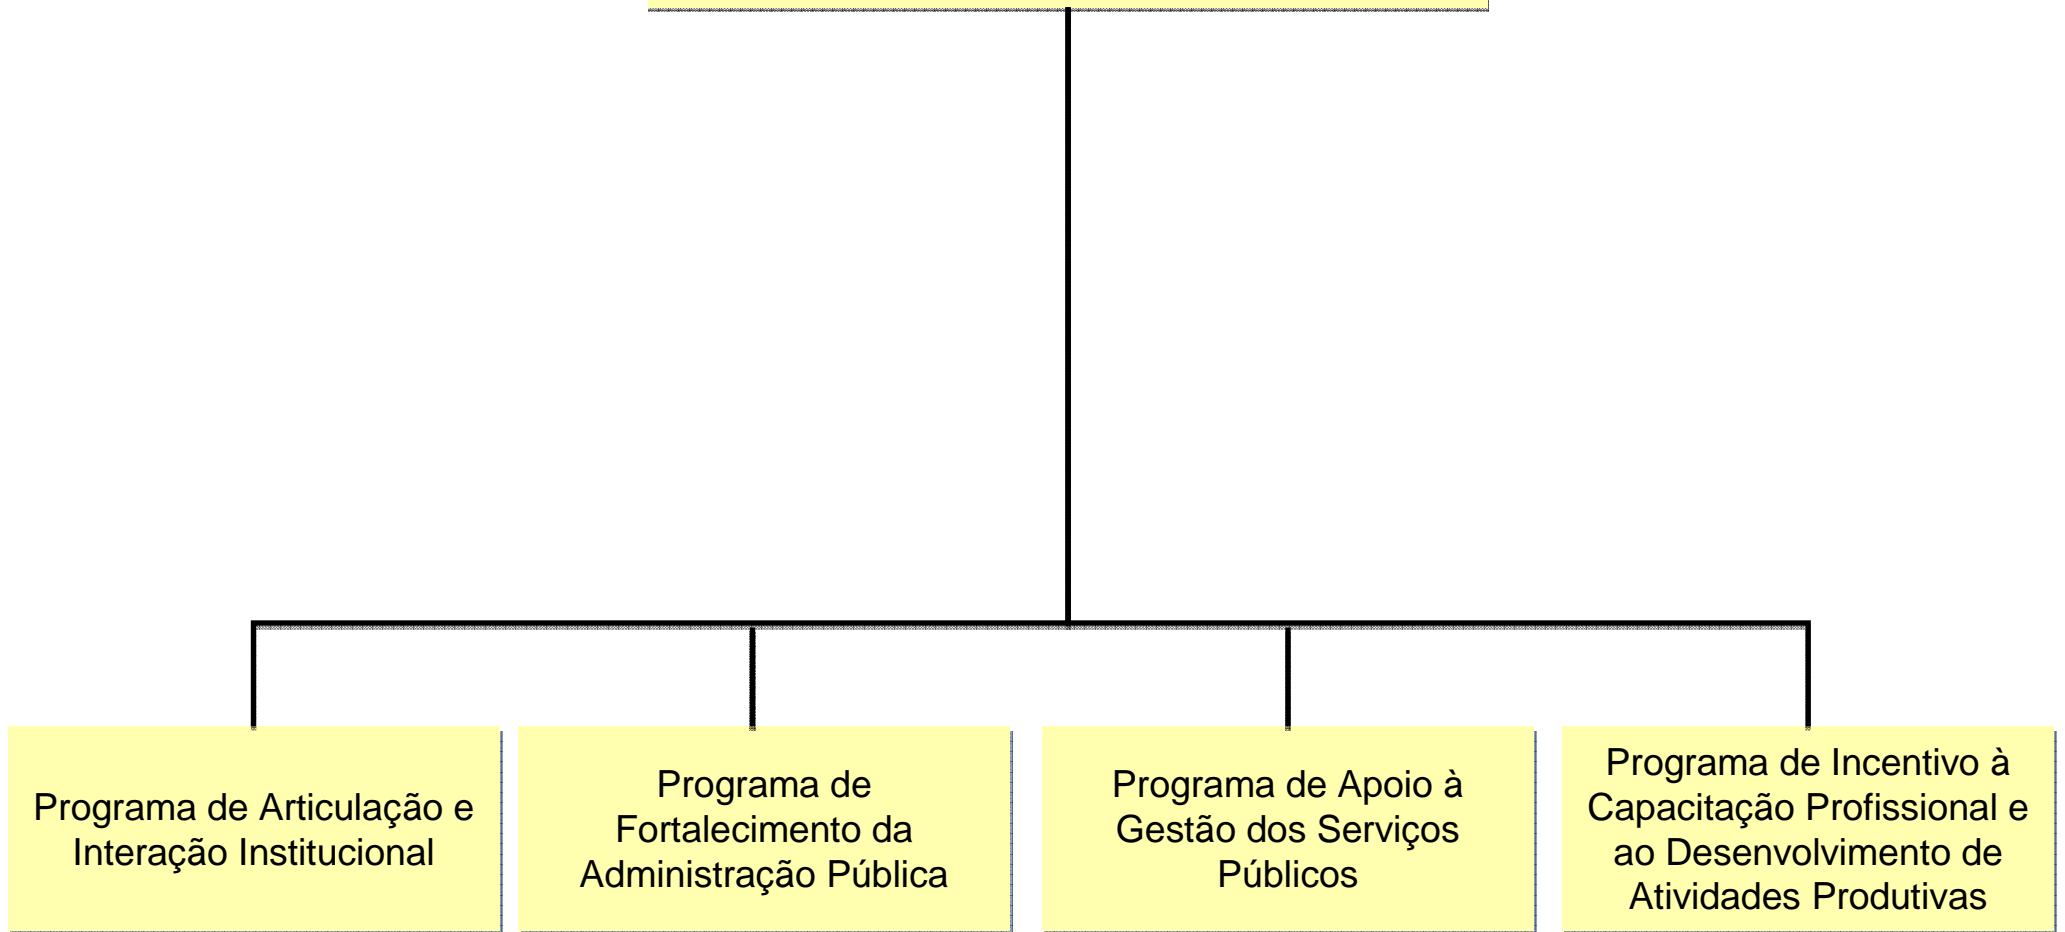 Programa de Articulação e
Interação Institucional
Programa de
Fortalecimento da
Administração Pública
Programa de Apoio à
Gestão dos Serviços
Públicos
Programa de Incentivo à
Capacitação Profissional e
ao Desenvolvimento de
Atividades Produtivas